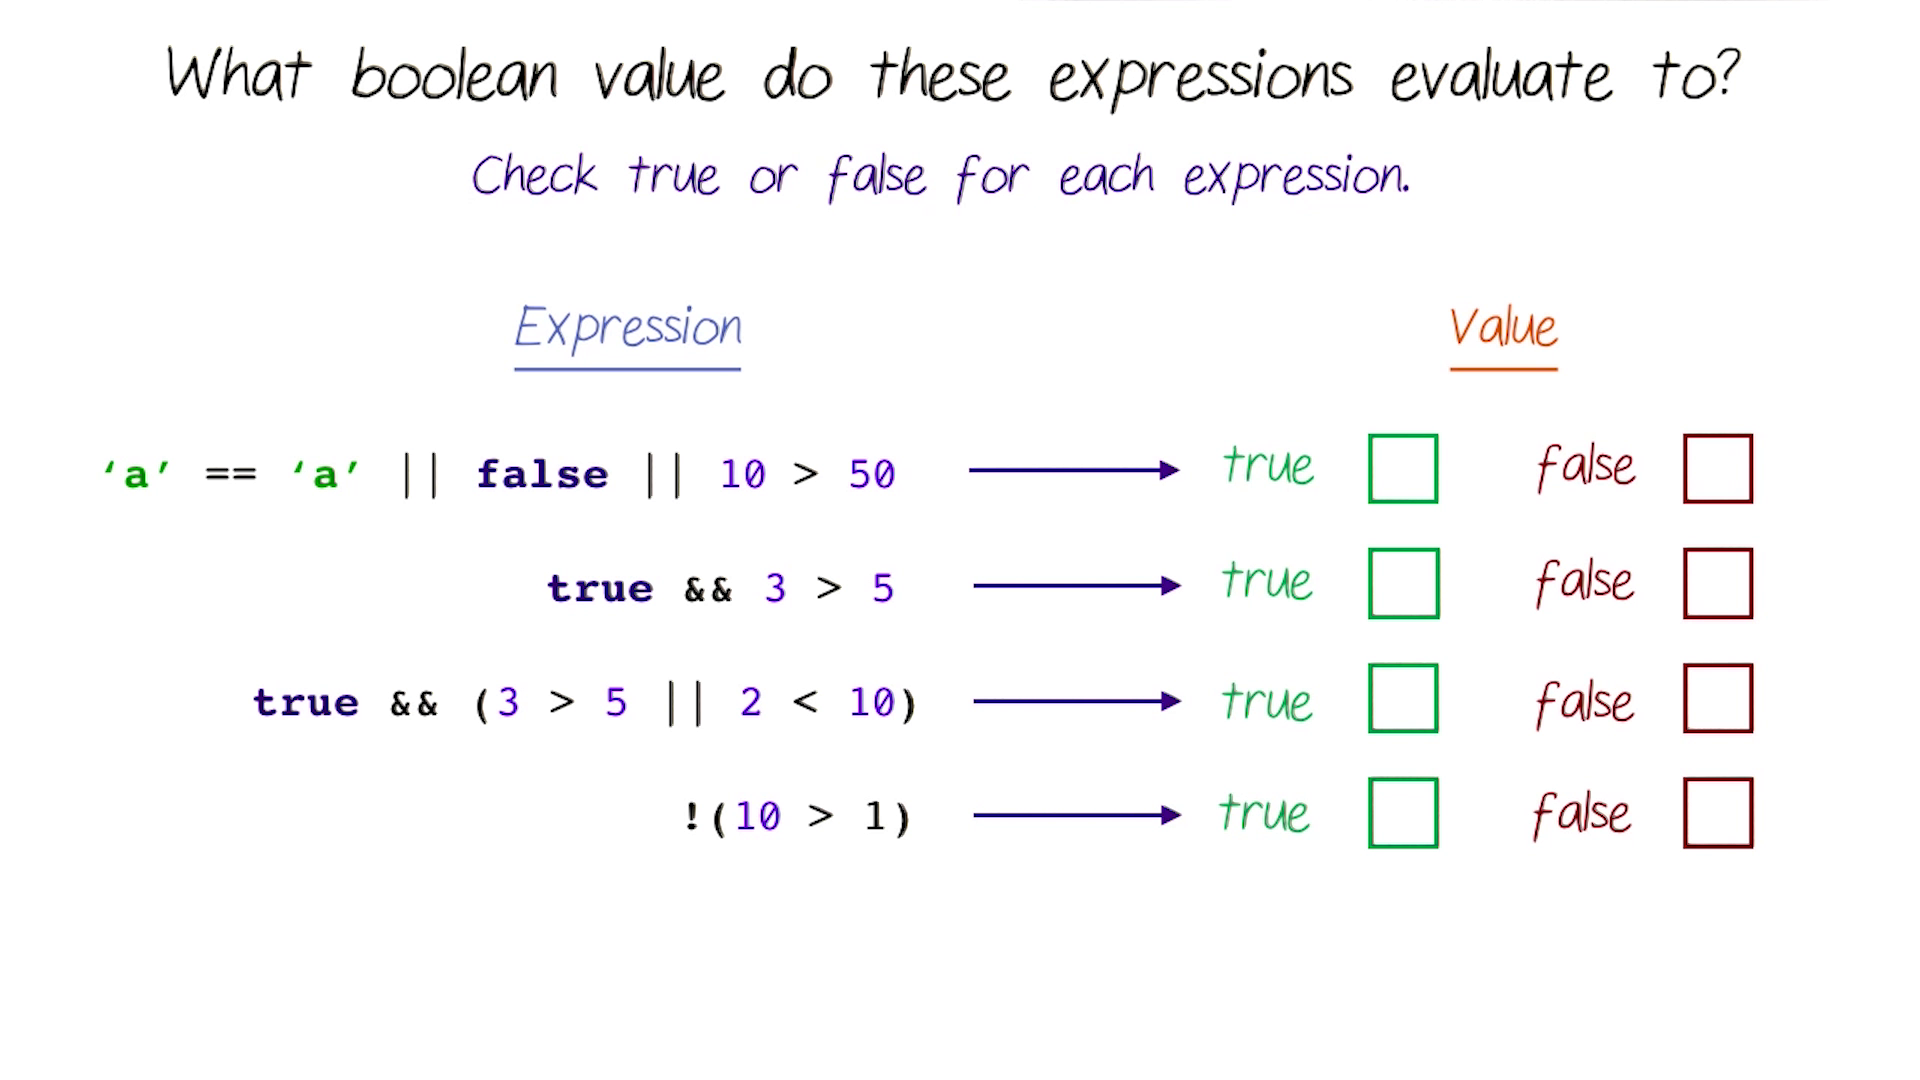 What boolean value do these expressions evaluate to?
Check true or false for each expression.
Expression Value
‘a’ == ‘a’ || false || 10 > 50 true false
true && 3 > 5 true false
true && (3 > 5 || 2 < 10) true false
!(10 > 1) true false